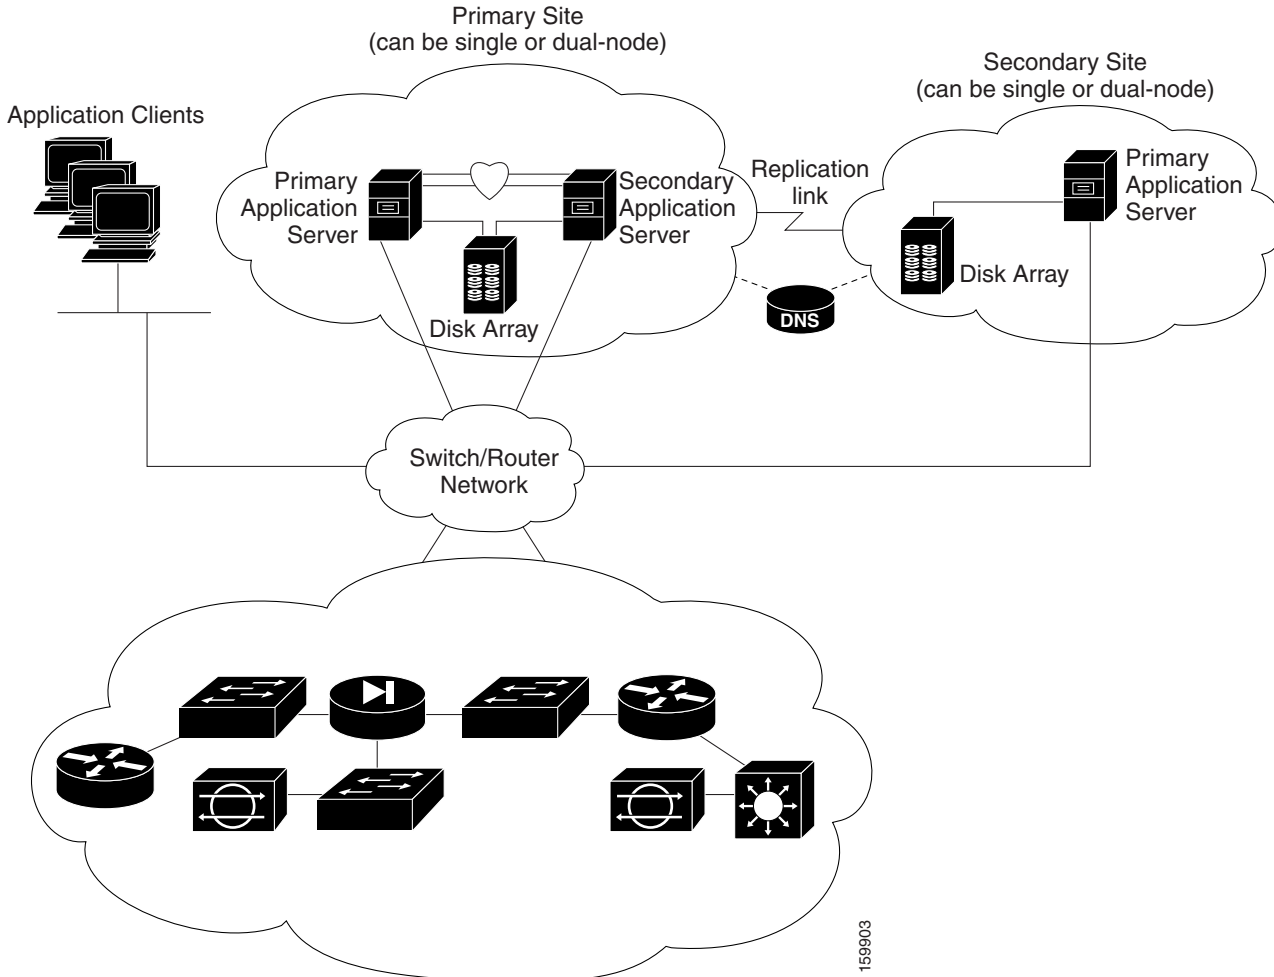 Primary Site
(can be single or dual-node)
Secondary Site
(can be single or dual-node)
Application Clients
Primary
Application
Server
Secondary
Application
Server
Disk Array
Replication
link
DNS
Primary
Application
Server
Disk Array
Switch/Router
Network
159903